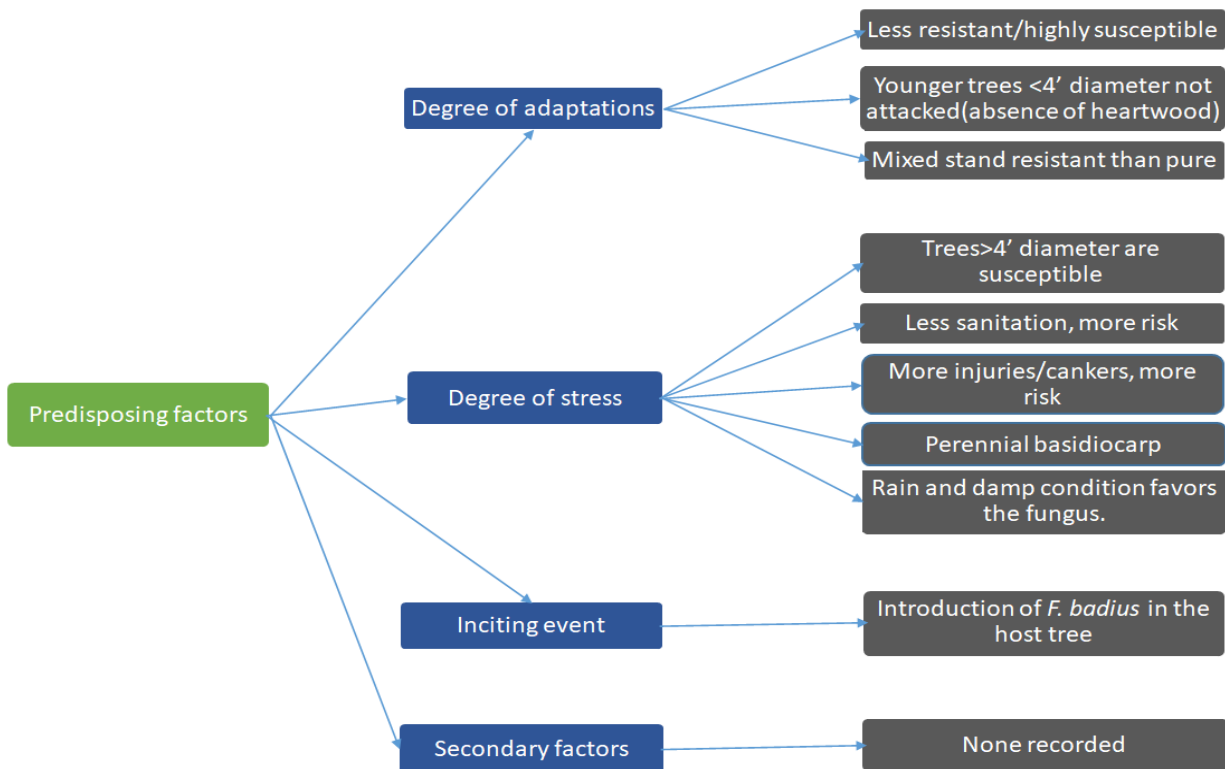 Predisposing factors
Degree of adaptations
Less resistant/highly susceptible
Younger trees <4’ diameter not
attacked(absence of heartwood)
Mixed stand resistant than pure
Degree of stress
Trees>4’ diameter are
susceptible
Less sanitation, more risk
More injuries/cankers, more
risk
Perennial basidiocarp
Rain and damp condition favors
the fungus.
Inciting event
Introduction of F. badius in the
host tree
Secondary factors
None recorded